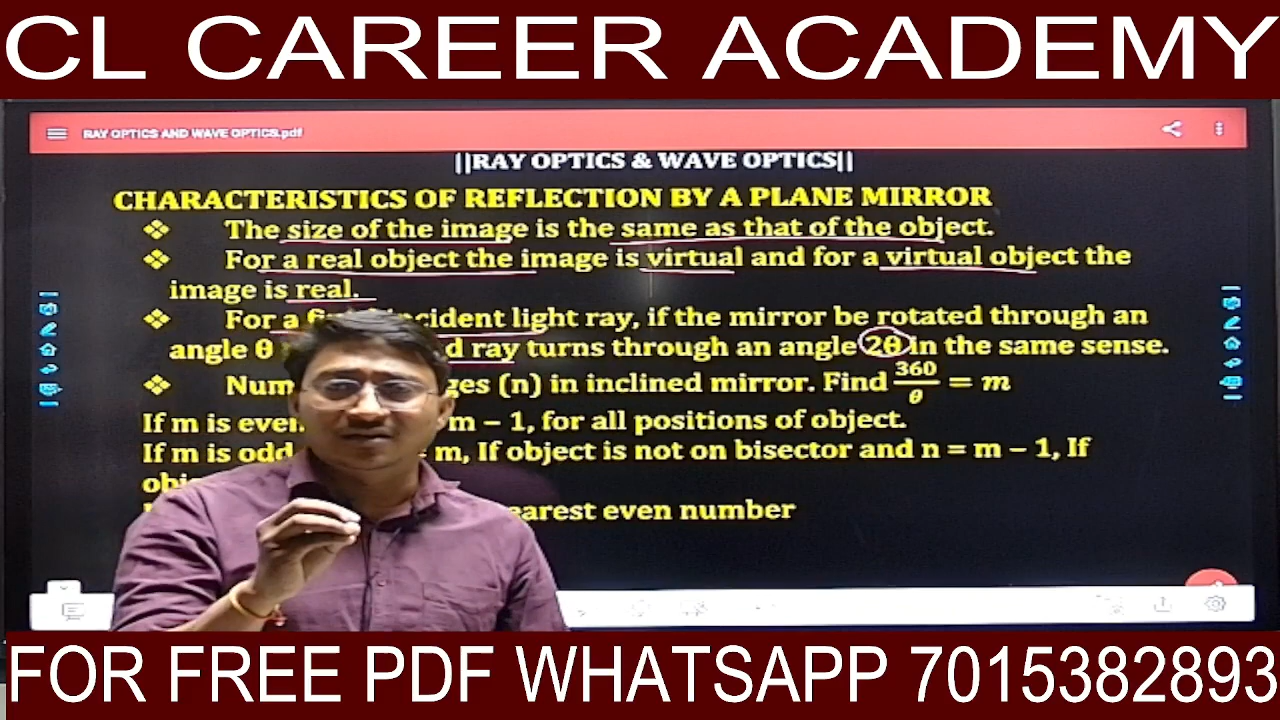 CL CAREER ACADEMY
RAY OPTICS AND WAVE OPTICS.pdf
||RAY OPTICS & WAVE OPTICS||
CHARACTERISTICS OF REFLECTION BY A PLANE MIRROR
❖ The size of the image is the same as that of the object.
❖ For a real object the image is virtual and for a virtual object the
image is real.
❖ For a incident light ray, if the mirror be rotated through an
angle θ ray turns through an angle 2θ in the same sense.
❖ (n) in inclined mirror. Find 360/θ = m
If m is m – 1, for all positions of object.
If m is odd m, If object is not on bisector and n = m – 1, If
even number
FOR FREE PDF WHATSAPP 7015382893